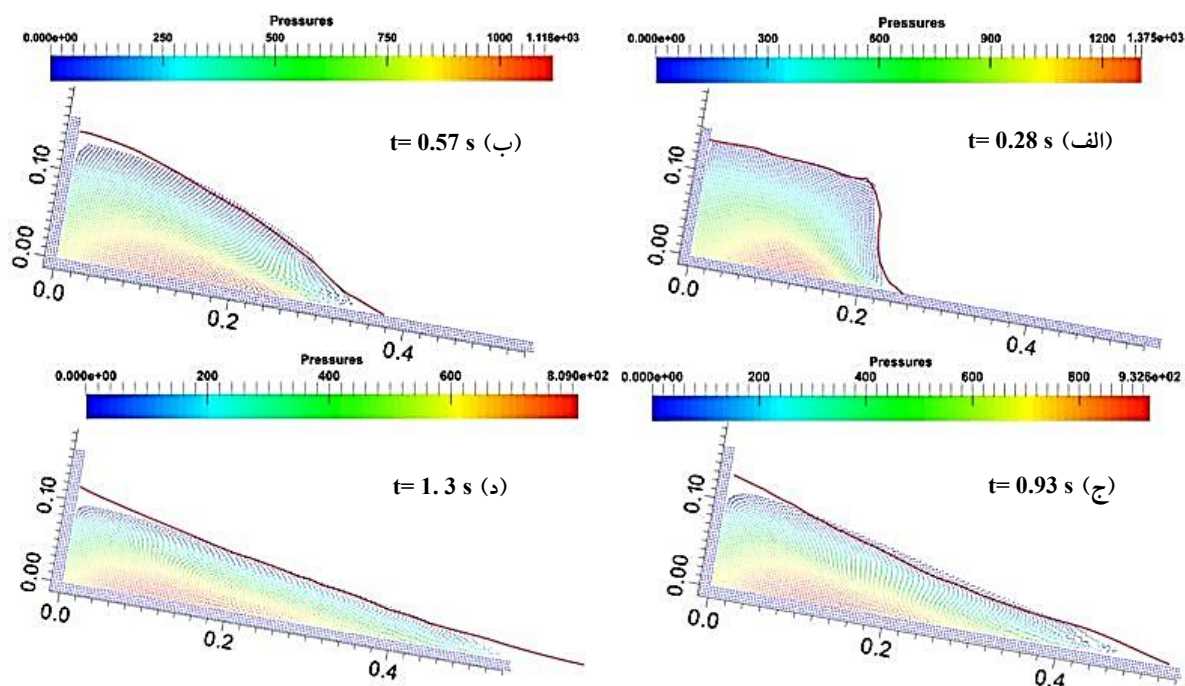 Pressures
0.000e+00 300 600 900 1200 1.375e+03
(الف) t= 0.28 s
0.10
0.00
0.0
0.2
0.4
Pressures
0.000e+00 250 500 750 1000 1.116e+03
(ب) t= 0.57 s
0.10
0.00
0.0
0.2
0.4
Pressures
0.000e+00 200 400 600 800 9.326e+02
(ج) t= 0.93 s
0.10
0.00
0.0
0.2
0.4
Pressures
0.000e+00 200 400 600 8.090e+02
(د) t= 1. 3 s
0.10
0.00
0.0
0.2
0.4